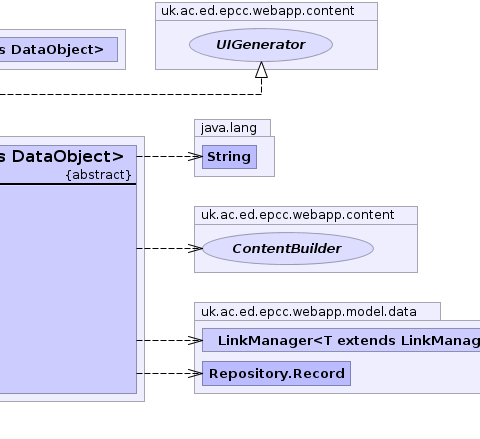 uk.ac.ed.epcc.webapp.content
UIGenerator
s DataObject>
java.lang
String
s DataObject>
{abstract}
uk.ac.ed.epcc.webapp.content
ContentBuilder
uk.ac.ed.epcc.webapp.model.data
LinkManager<T extends LinkManag
Repository.Record